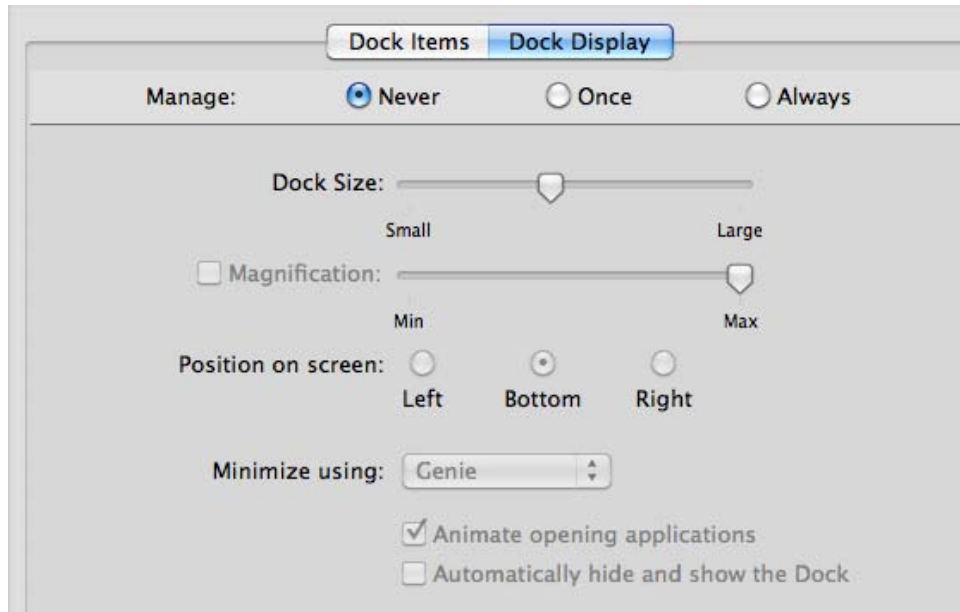 Dock Items Dock Display
Manage: Never Once Always
Dock Size:
Small Large
Magnification:
Min Max
Position on screen:
Left Bottom Right
Minimize using: Genie
Animate opening applications
Automatically hide and show the Dock